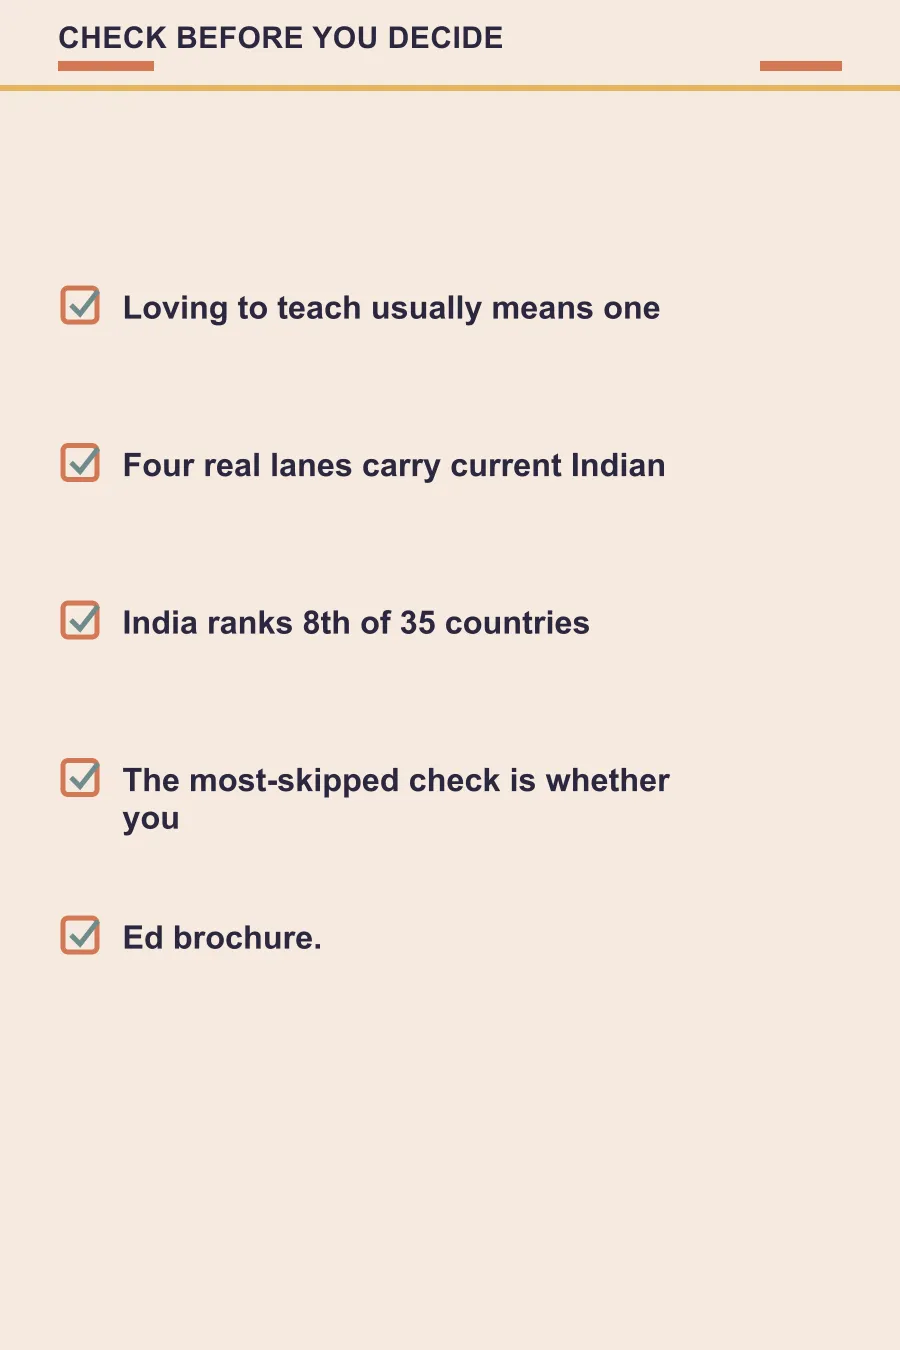 CHECK BEFORE YOU DECIDE
Loving to teach usually means one
Four real lanes carry current Indian
India ranks 8th of 35 countries
The most-skipped check is whether
you
Ed brochure.